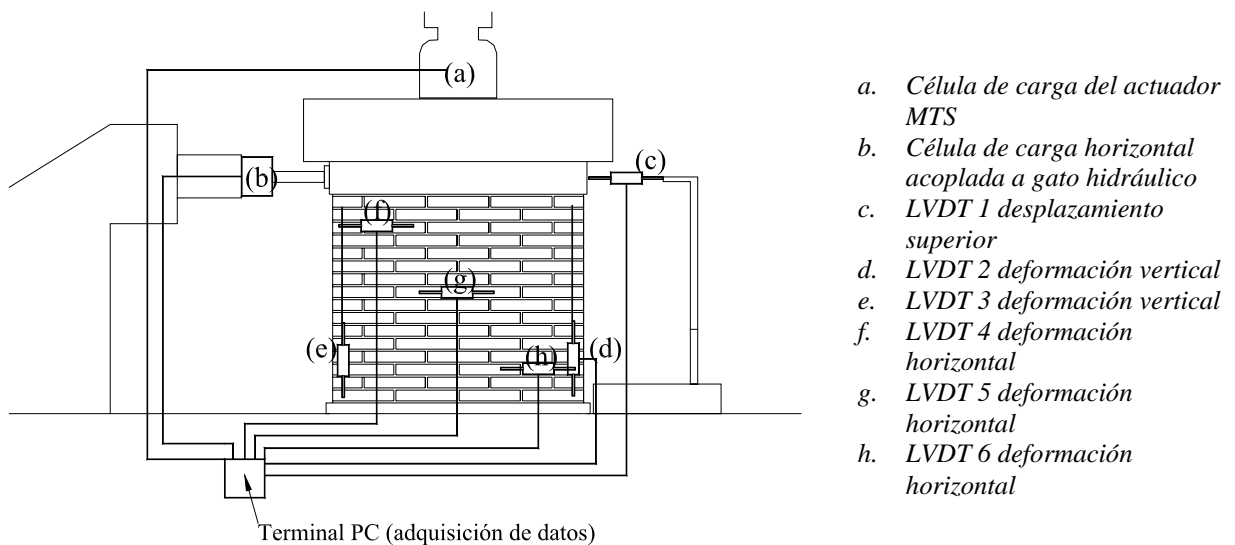 (a)
(b)
(c)
(f)
(g)
(e)
(h)
(d)
Terminal PC (adquisición de datos)
a. Célula de carga del actuador
MTS
b. Célula de carga horizontal
acoplada a gato hidráulico
c. LVDT 1 desplazamiento
superior
d. LVDT 2 deformación vertical
e. LVDT 3 deformación vertical
f. LVDT 4 deformación
horizontal
g. LVDT 5 deformación
horizontal
h. LVDT 6 deformación
horizontal